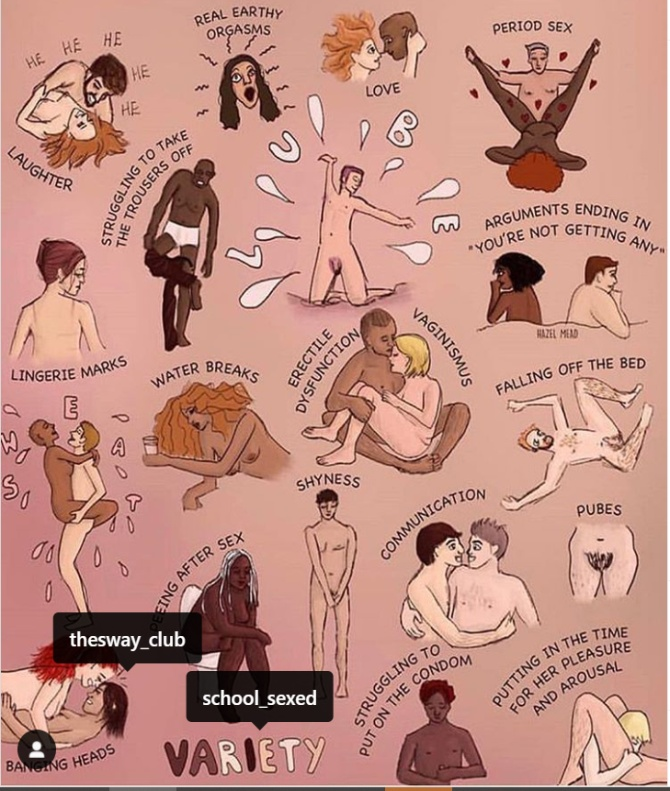 HE HE HE
HE
HE
LAUGHTER
REAL EARTHY
ORGASMS
LOVE
PERIOD SEX
STRUGGLING TO TAKE
THE TROUSERS OFF
LUBE
ARGUMENTS ENDING IN
"YOU'RE NOT GETTING ANY"
HAZEL MEAD
LINGERIE MARKS
WATER BREAKS
ERECTILE
DYSFUNCTION
VAGINISMUS
FALLING OFF THE BED
SWEAT
SHYNESS
COMMUNICATION
PUBES
PEEING AFTER SEX
thesway_club
school_sexed
STRUGGLING TO
PUT ON THE CONDOM
PUTTING IN THE TIME
FOR HER PLEASURE
AND AROUSAL
BANGING HEADS
VARIETY